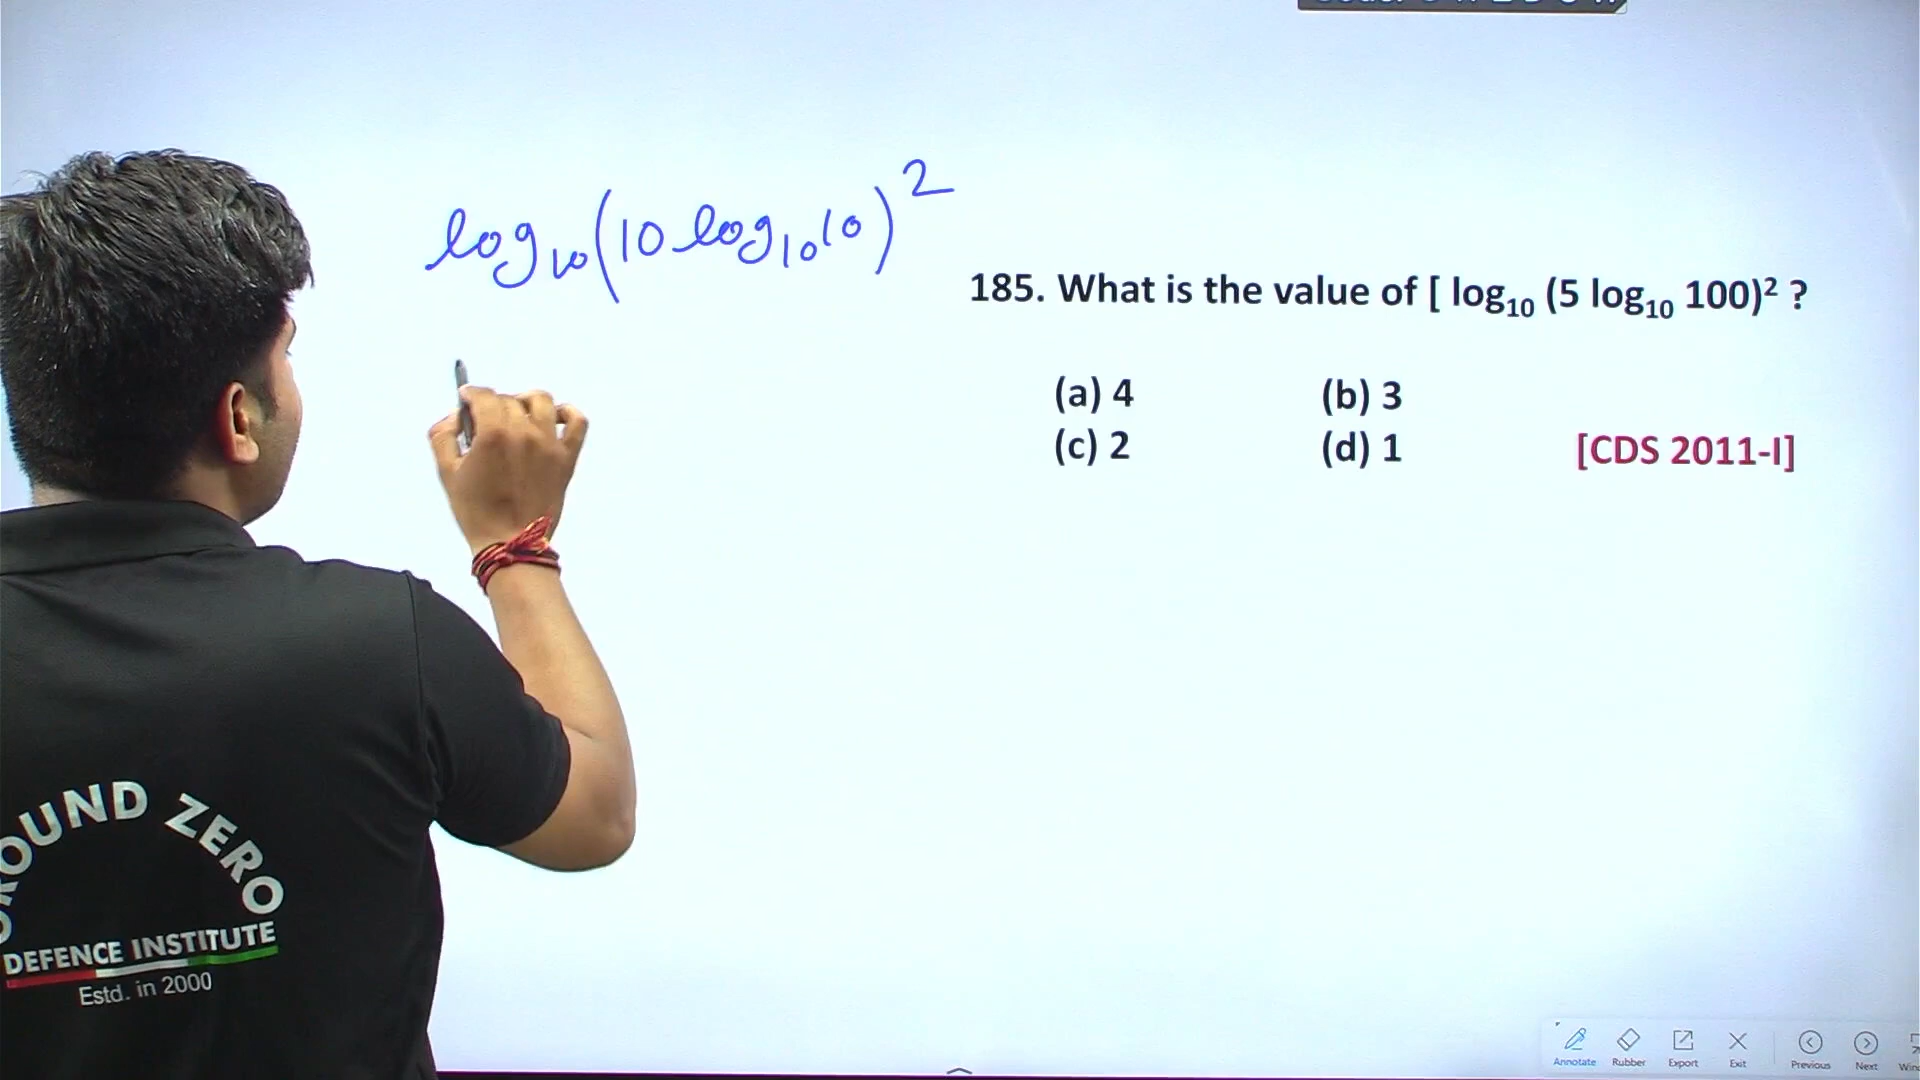 log₁₀(10 log₁₀10)²
185. What is the value of [ log₁₀ (5 log₁₀ 100)² ?
(a) 4 (b) 3
(c) 2 (d) 1 [CDS 2011-I]
ROUND ZERO
DEFENCE INSTITUTE
Estd. in 2000
Annotate Rubber Export Exit Previous Next